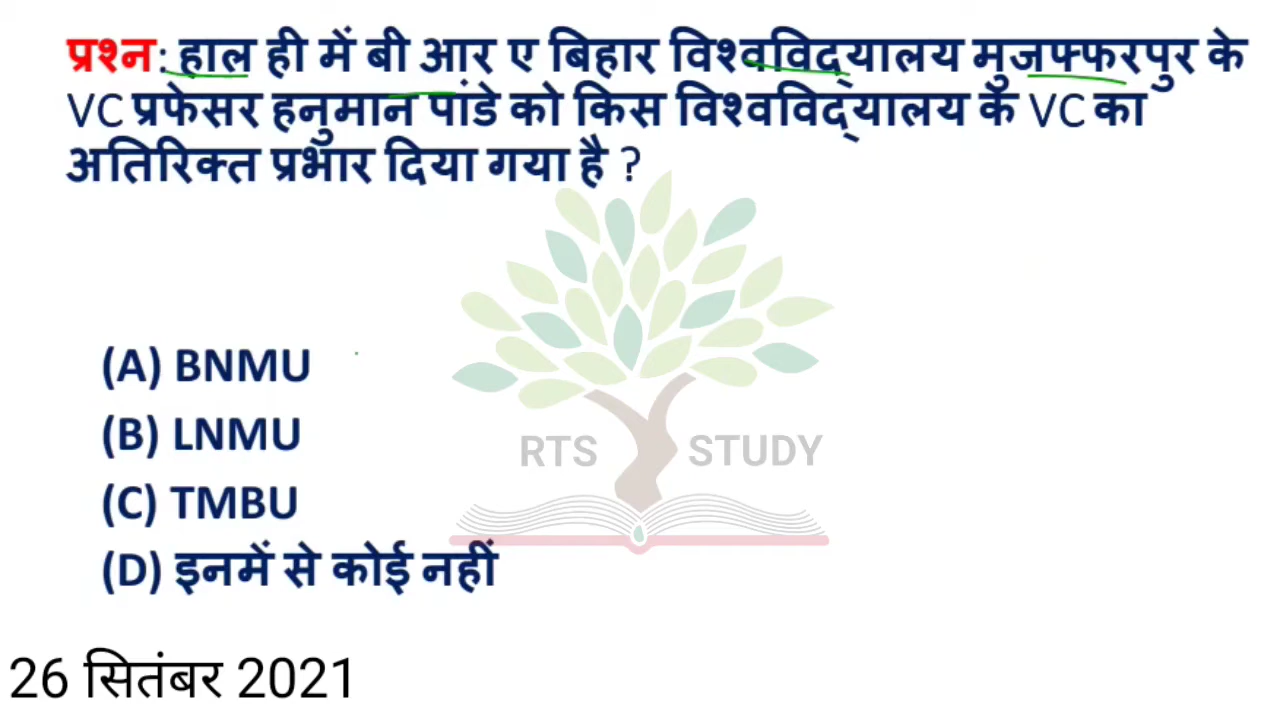 प्रश्न: हाल ही में बी आर ए बिहार विश्वविद्यालय मुजफ्फरपुर के
VC प्रफेसर हनुमान पांडे को किस विश्वविद्यालय के VC का
अतिरिक्त प्रभार दिया गया है ?
(A) BNMU
(B) LNMU
RTS STUDY
(C) TMBU
(D) इनमें से कोई नहीं
26 सितंबर 2021